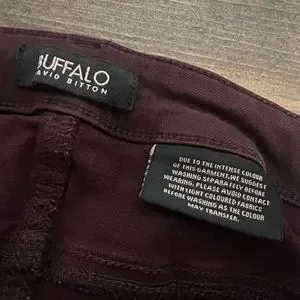 BUFFALO
DAVID BITTON
DUE TO THE INTENSE COLOUR
OF THIS GARMENT, WE SUGGEST
WASHING SEPARATELY BEFORE
WEARING. PLEASE AVOID CONTACT
WITH LIGHT COLOURED FABRICS
BEFORE WASHING AS THE COLOUR
MAY TRANSFER.